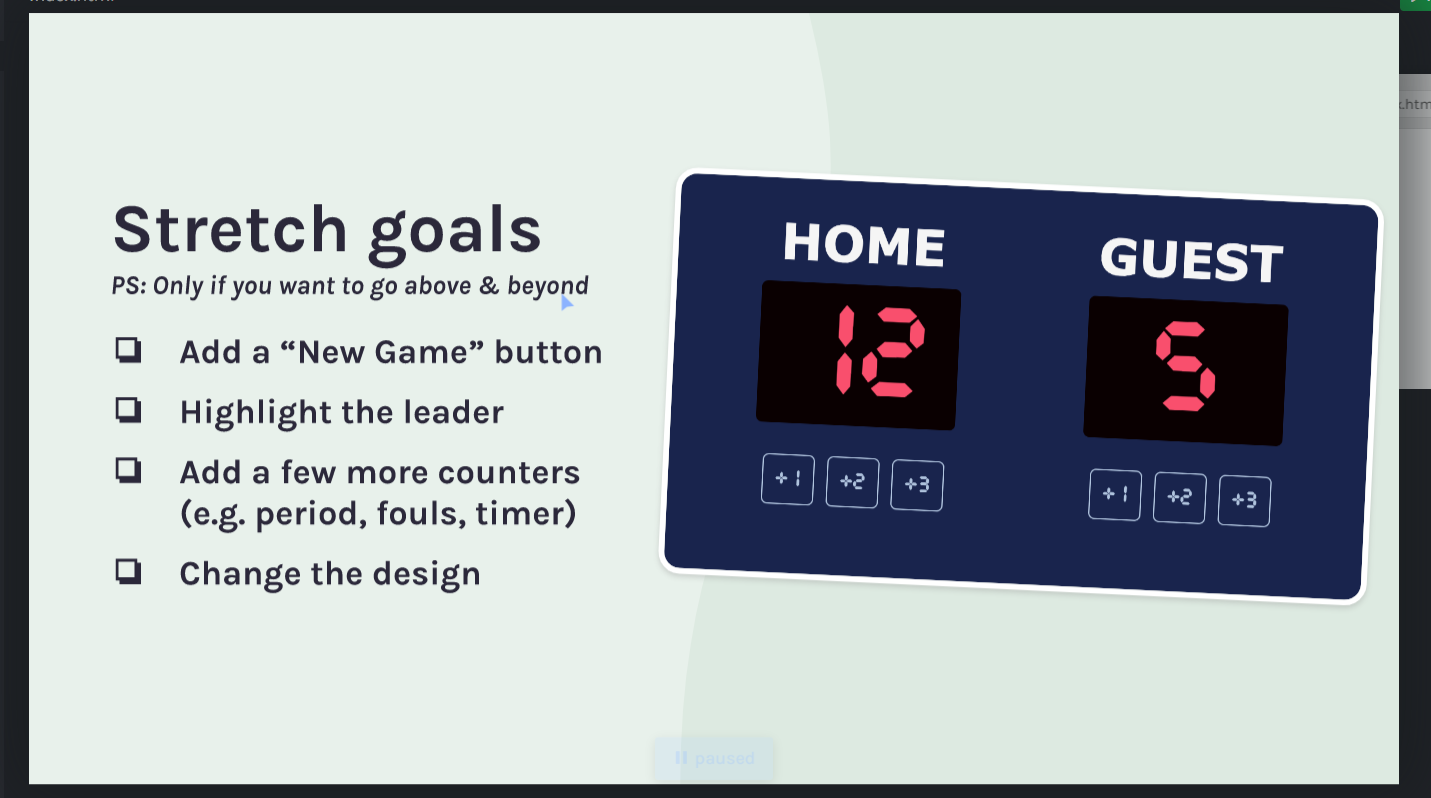 Stretch goals
PS: Only if you want to go above & beyond
Add a “New Game” button
Highlight the leader
Add a few more counters
(e.g. period, fouls, timer)
Change the design
HOME
GUEST
12
5
+1 +2 +3
+1 +2 +3
paused